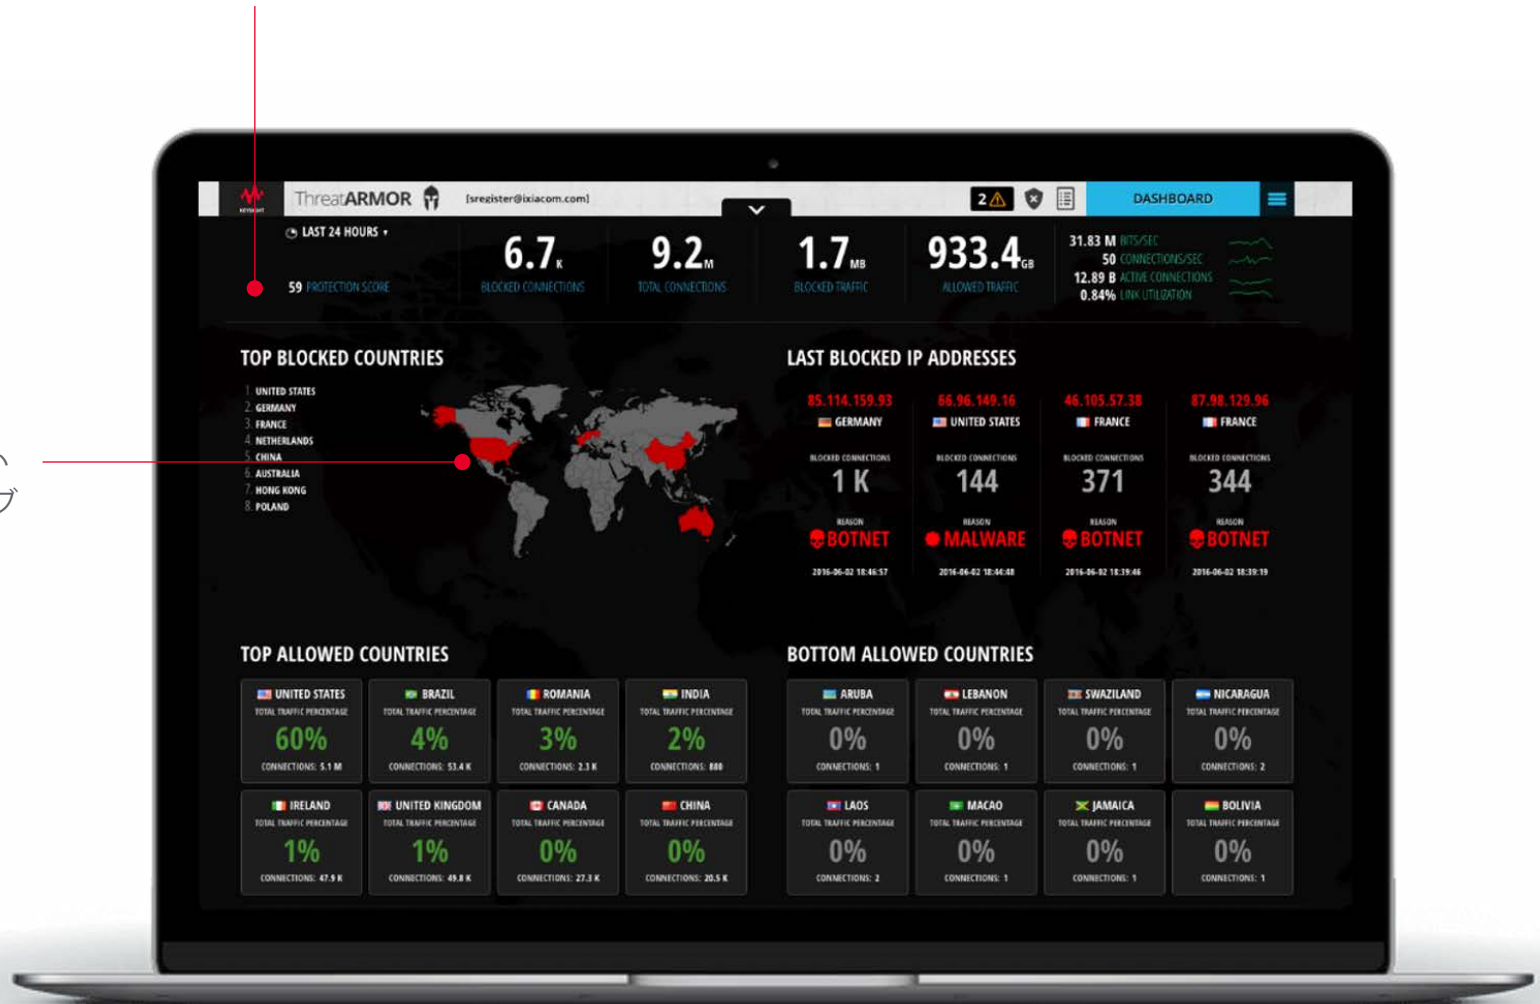 KEYSIGHT
ThreatARMOR
[sregister@ixiacom.com]
2
DASHBOARD
LAST 24 HOURS
59 PROTECTION SCORE
6.7 K
BLOCKED CONNECTIONS
9.2 M
TOTAL CONNECTIONS
1.7 MB
BLOCKED TRAFFIC
933.4 GB
ALLOWED TRAFFIC
31.83 M BITS/SEC
50 CONNECTIONS/SEC
12.89 B ACTIVE CONNECTIONS
0.84% LINK UTILIZATION
TOP BLOCKED COUNTRIES
1. UNITED STATES
2. GERMANY
3. FRANCE
4. NETHERLANDS
5. CHINA
6. AUSTRALIA
7. HONG KONG
8. POLAND
い
ブ
LAST BLOCKED IP ADDRESSES
85.114.159.93 66.96.149.16 46.105.57.38 87.98.129.96
GERMANY UNITED STATES FRANCE FRANCE
BLOCKED CONNECTIONS BLOCKED CONNECTIONS BLOCKED CONNECTIONS BLOCKED CONNECTIONS
1 K 144 371 344
REASON REASON REASON REASON
BOTNET MALWARE BOTNET BOTNET
2016-06-02 18:46:57 2016-06-02 18:44:48 2016-06-02 18:39:46 2016-06-02 18:39:19
TOP ALLOWED COUNTRIES
UNITED STATES BRAZIL ROMANIA INDIA
TOTAL TRAFFIC PERCENTAGE TOTAL TRAFFIC PERCENTAGE TOTAL TRAFFIC PERCENTAGE TOTAL TRAFFIC PERCENTAGE
60% 4% 3% 2%
CONNECTIONS: 5.1 M CONNECTIONS: 53.4 K CONNECTIONS: 2.3 K CONNECTIONS: 880
IRELAND UNITED KINGDOM CANADA CHINA
TOTAL TRAFFIC PERCENTAGE TOTAL TRAFFIC PERCENTAGE TOTAL TRAFFIC PERCENTAGE TOTAL TRAFFIC PERCENTAGE
1% 1% 0% 0%
CONNECTIONS: 47.9 K CONNECTIONS: 49.8 K CONNECTIONS: 27.3 K CONNECTIONS: 20.5 K
BOTTOM ALLOWED COUNTRIES
ARUBA LEBANON SWAZILAND NICARAGUA
TOTAL TRAFFIC PERCENTAGE TOTAL TRAFFIC PERCENTAGE TOTAL TRAFFIC PERCENTAGE TOTAL TRAFFIC PERCENTAGE
0% 0% 0% 0%
CONNECTIONS: 1 CONNECTIONS: 1 CONNECTIONS: 1 CONNECTIONS: 2
LAOS MACAO JAMAICA BOLIVIA
TOTAL TRAFFIC PERCENTAGE TOTAL TRAFFIC PERCENTAGE TOTAL TRAFFIC PERCENTAGE TOTAL TRAFFIC PERCENTAGE
0% 0% 0% 0%
CONNECTIONS: 2 CONNECTIONS: 1 CONNECTIONS: 1 CONNECTIONS: 1